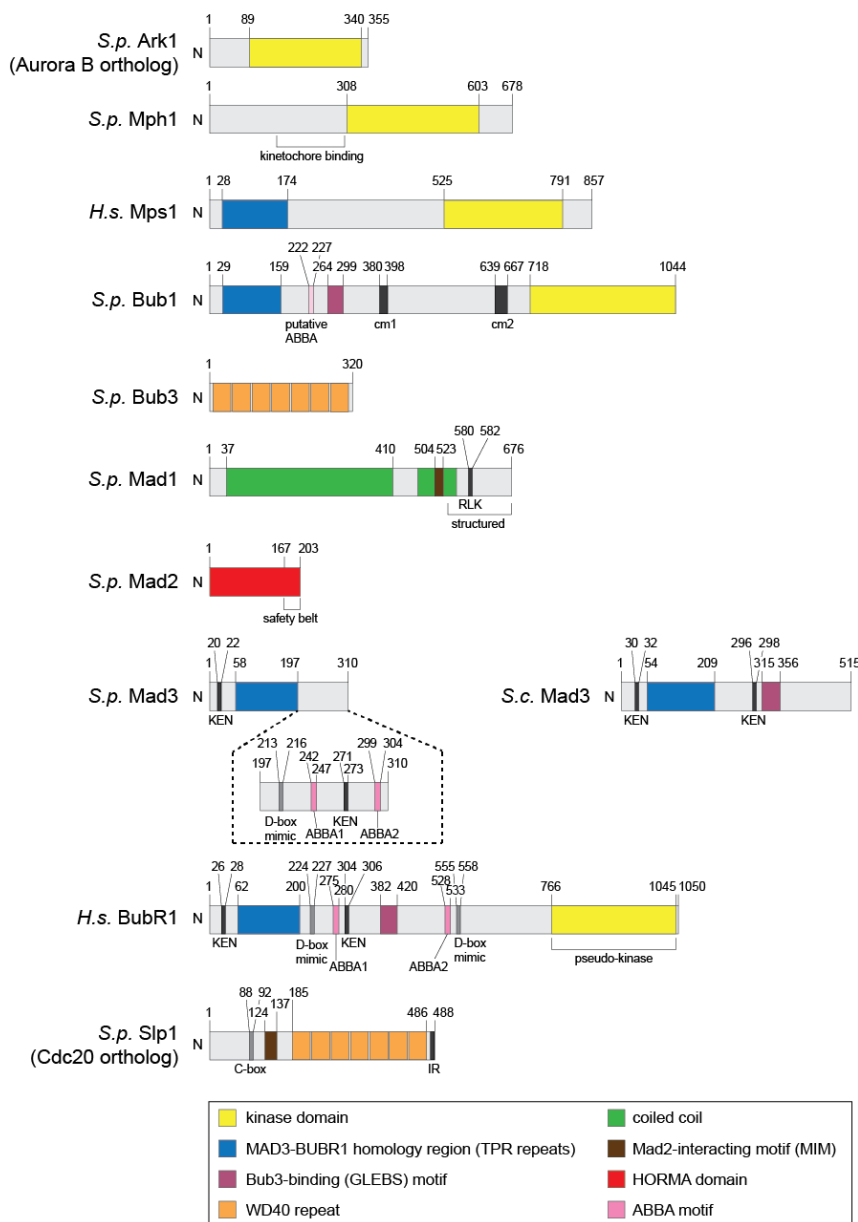 1 89 340 355
S.p. Ark1
(Aurora B ortholog)
N
1 308 603 678
S.p. Mph1 N
kinetochore binding
1 28 174 525 791 857
H.s. Mps1 N
222 227
1 29 159 264 299 380 398 639 667 718 1044
S.p. Bub1 N
putative
ABBA
cm1 cm2
1 320
S.p. Bub3 N
580 582
1 37 410 504 523 676
S.p. Mad1 N
RLK
structured
1 167 203
S.p. Mad2 N
safety belt
20 22
1 58 197 310
S.p. Mad3 N
KEN
30 32 296 298
1 54 209 315 356 515
S.c. Mad3 N
KEN KEN
213 216 242 247 271 273 299 304
197 310
D-box
mimic
ABBA1 KEN ABBA2
26 28 224 227 304 306 555 558
1 62 200 275 280 382 420 528 533 766 1045 1050
H.s. BubR1 N
KEN D-box
mimic
ABBA1 KEN ABBA2 D-box
mimic
pseudo-kinase
88 92 185
1 124 137 486 488
S.p. Slp1
(Cdc20 ortholog)
N
C-box IR
kinase domain
MAD3-BUBR1 homology region (TPR repeats)
Bub3-binding (GLEBS) motif
WD40 repeat
coiled coil
Mad2-interacting motif (MIM)
HORMA domain
ABBA motif